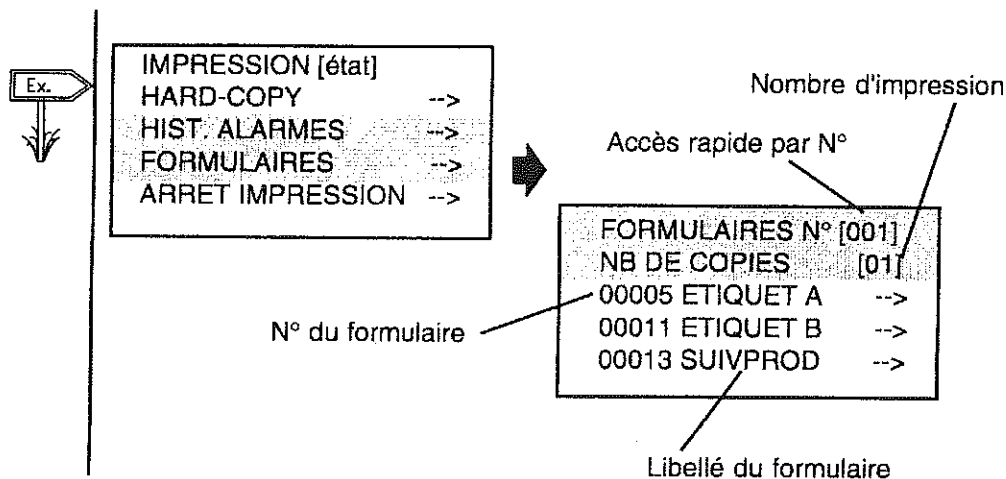 Ex.
IMPRESSION [état]
HARD-COPY -->
HIST. ALARMES -->
FORMULAIRES -->
ARRET IMPRESSION -->
Nombre d'impression
Accès rapide par N°
FORMULAIRES N° [001]
NB DE COPIES [01]
00005 ETIQUET A -->
00011 ETIQUET B -->
00013 SUIVPROD -->
N° du formulaire
Libellé du formulaire